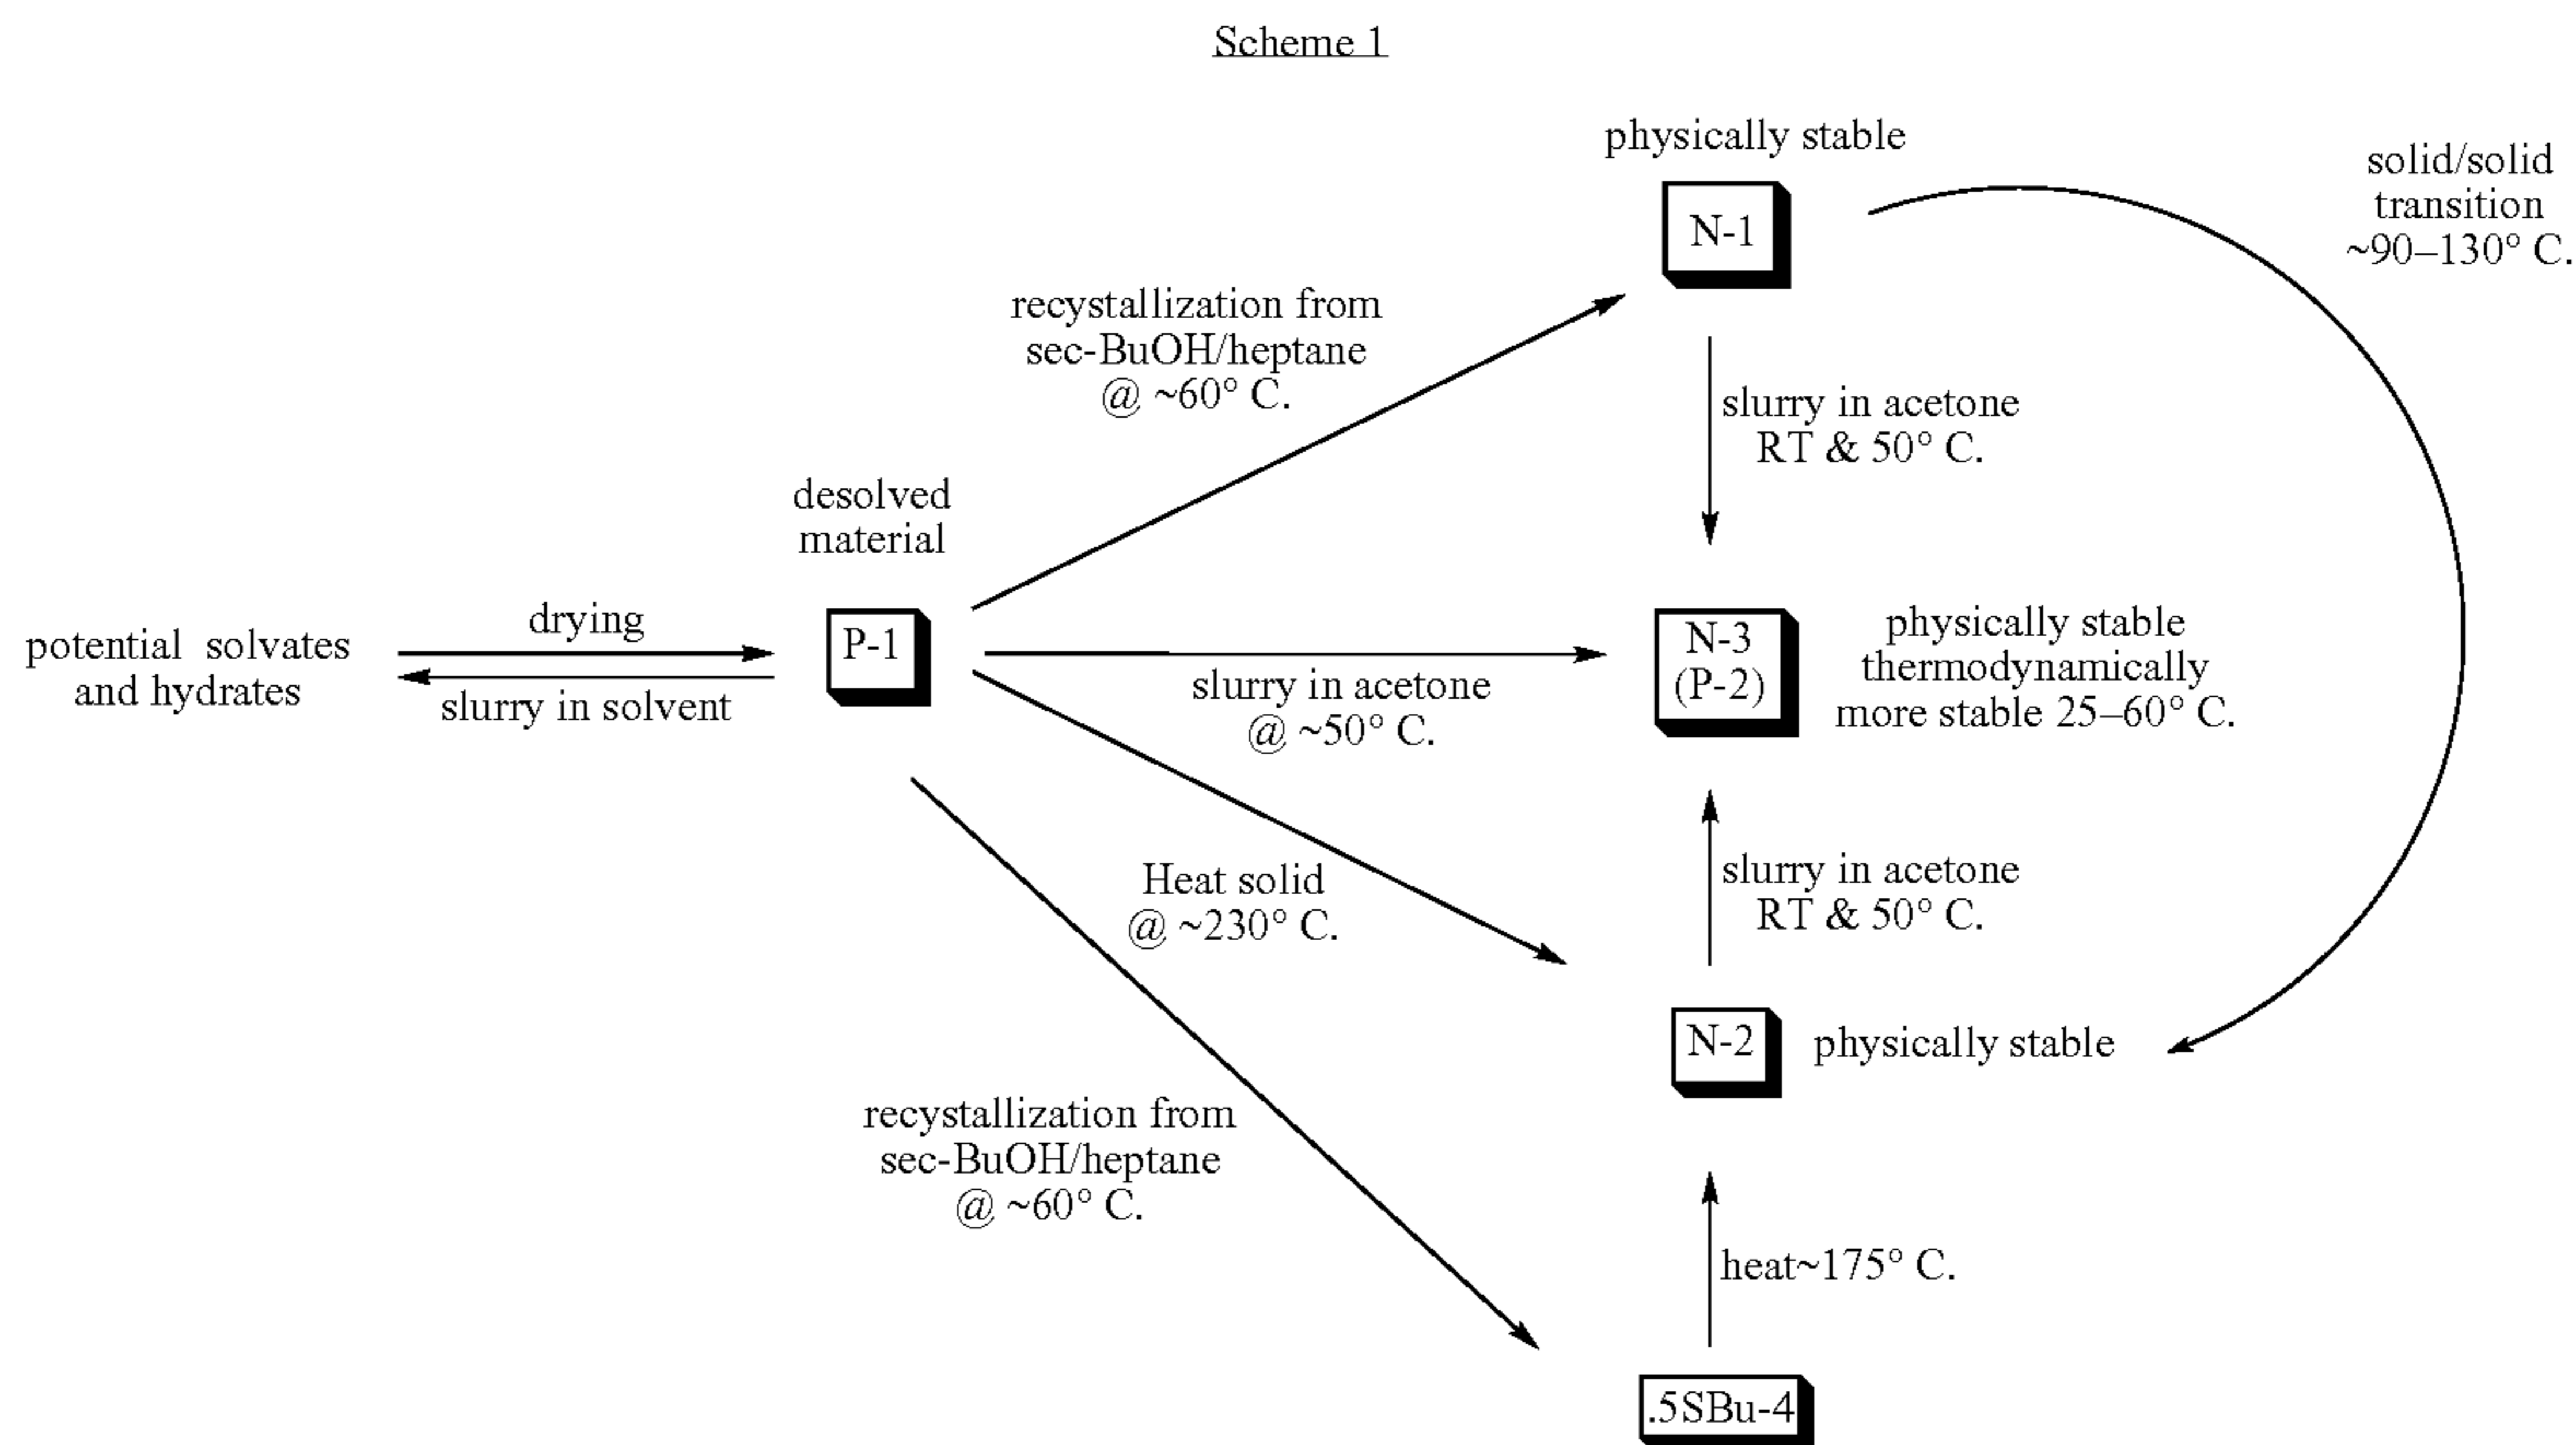 Scheme 1
physically stable
N-1
solid/solid
transition
~90–130° C.
recystallization from
sec-BuOH/heptane
@ ~60° C.
slurry in acetone
RT & 50° C.
desolved
material
potential solvates
and hydrates
drying
slurry in solvent
P-1
slurry in acetone
@ ~50° C.
N-3
(P-2)
physically stable
thermodynamically
more stable 25–60° C.
Heat solid
@ ~230° C.
slurry in acetone
RT & 50° C.
N-2
physically stable
recystallization from
sec-BuOH/heptane
@ ~60° C.
heat~175° C.
.5SBu-4